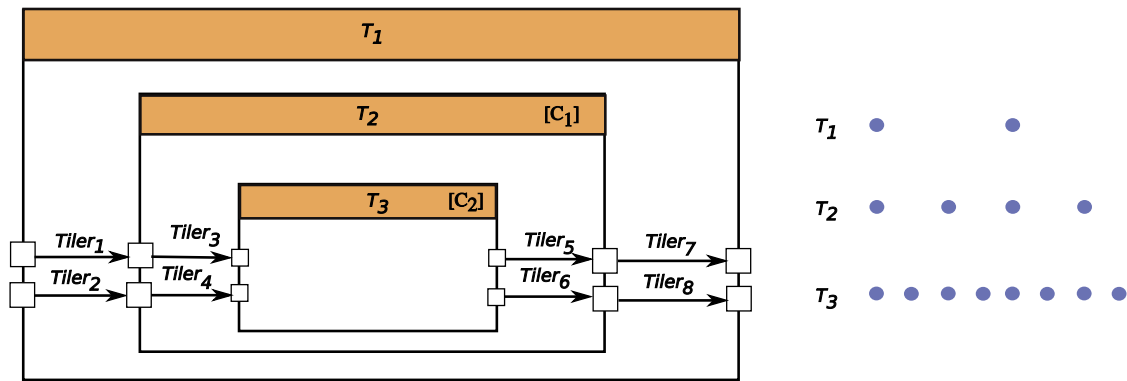 T1
T2 [C1]
T3 [C2]
Tiler1
Tiler2
Tiler3
Tiler4
Tiler5
Tiler6
Tiler7
Tiler8
T1
T2
T3